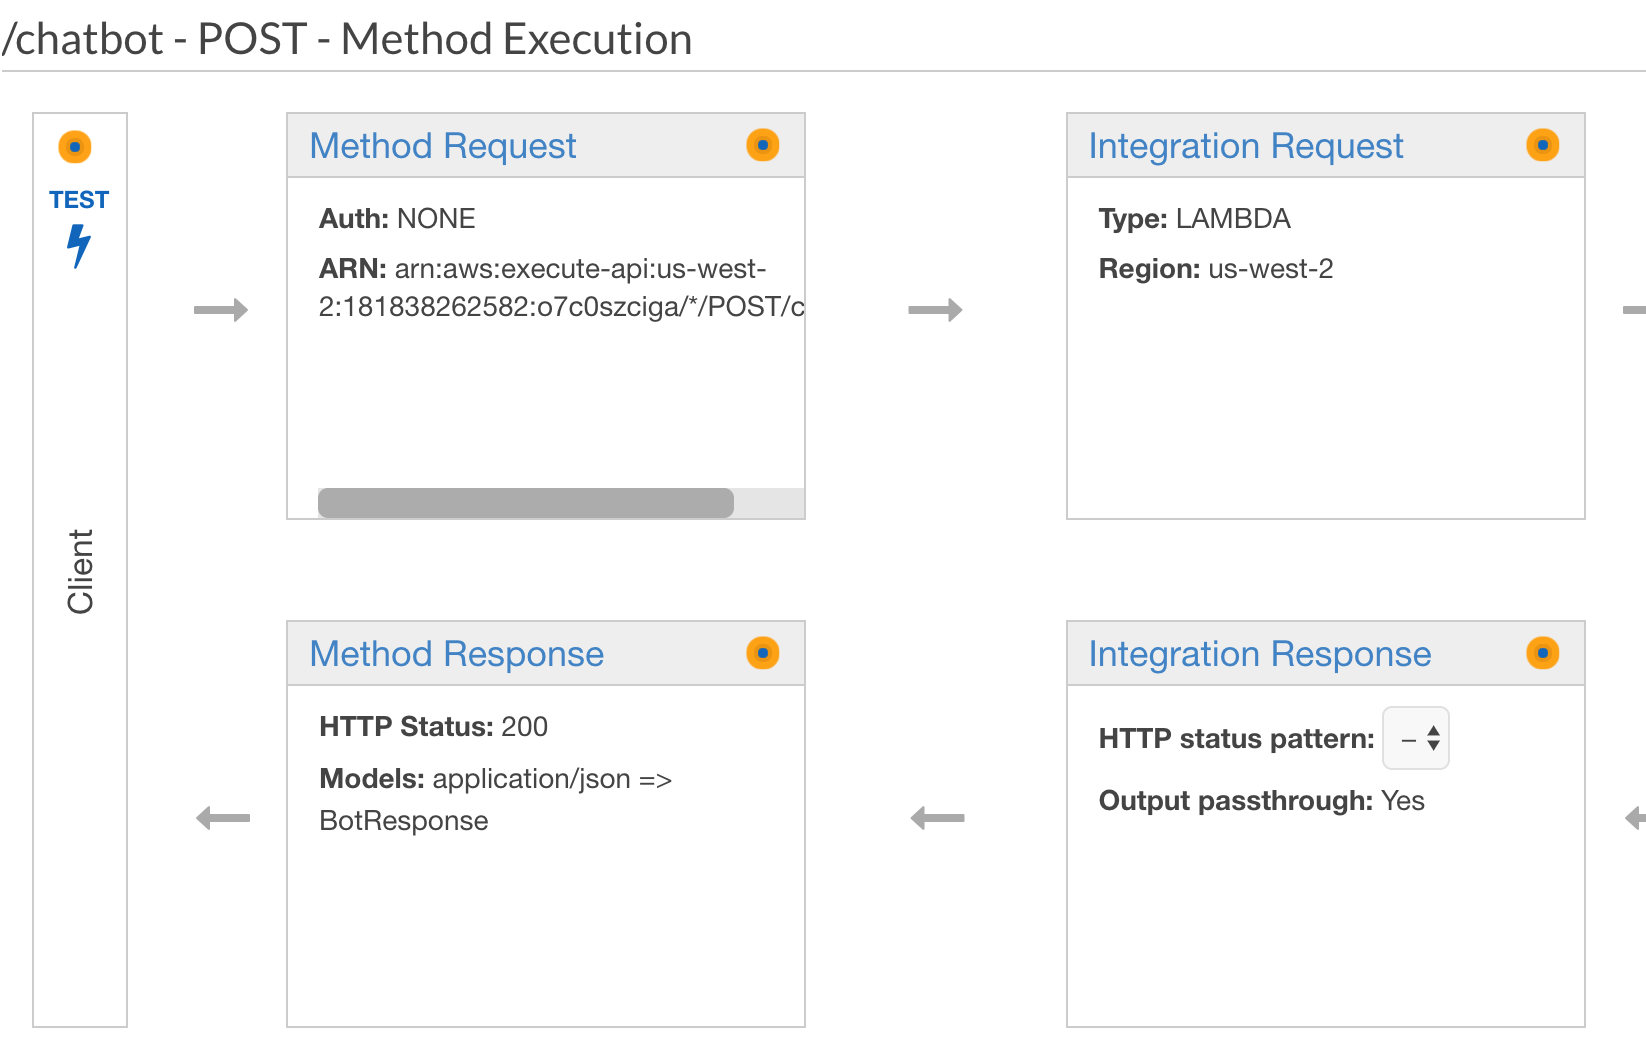 /chatbot - POST - Method Execution
TEST
Client
Method Request
Auth: NONE
ARN: arn:aws:execute-api:us-west-
2:181838262582:o7c0szciga/*/POST/c
Integration Request
Type: LAMBDA
Region: us-west-2
Method Response
HTTP Status: 200
Models: application/json =>
BotResponse
Integration Response
HTTP status pattern: –
Output passthrough: Yes